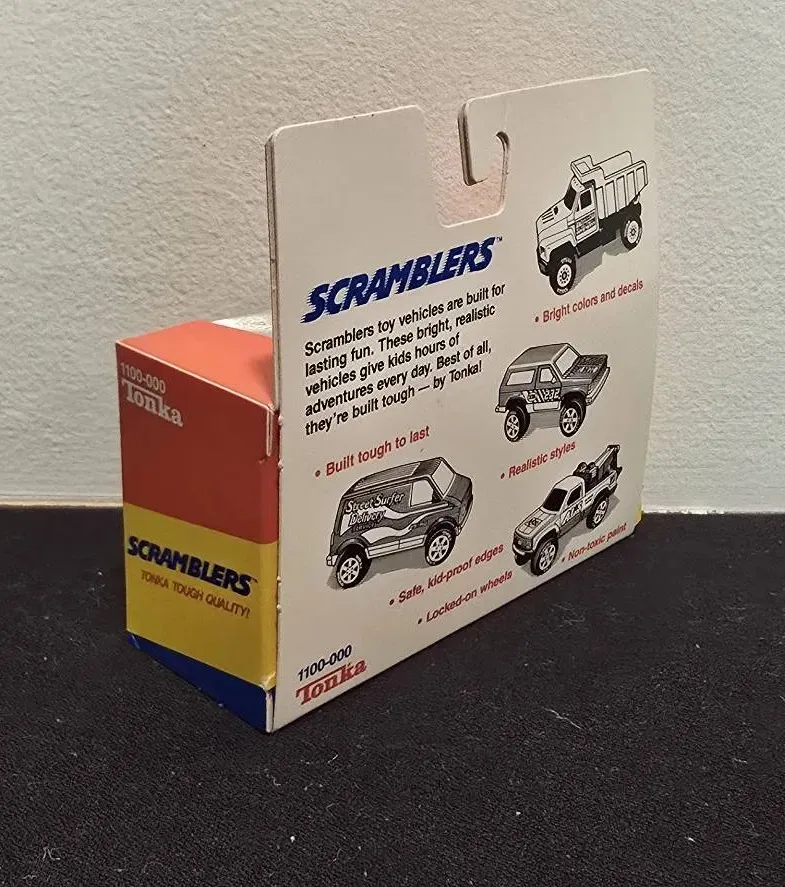 1100-000
Tonka
SCRAMBLERS™
TONKA TOUGH QUALITY!
SCRAMBLERS™
Scramblers toy vehicles are built for
lasting fun. These bright, realistic
vehicles give kids hours of
adventures every day. Best of all,
they're built tough — by Tonka!
• Bright colors and decals
• Realistic styles
• Built tough to last
Street Surfer
Delivery
• Safe, kid-proof edges
• Locked-on wheels
• Non-toxic paint
1100-000
Tonka